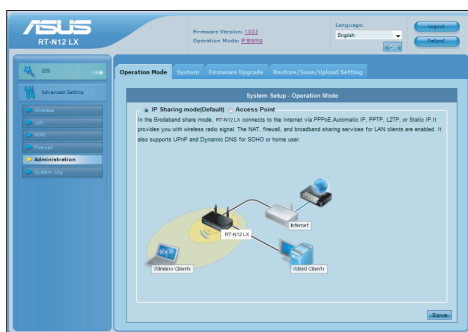 ASUS
RT-N12 LX
Firmware Version: 1.0.0.3
Operation Mode: IP Sharing
Language:
English
Logout
Reboot
UI
Advanced Setting
Wireless
LAN
WAN
Firewall
Administration
System Log
Operation Mode
System
Firmware Upgrade
Restore/Save/Upload Setting
System Setup - Operation Mode
IP Sharing mode(Default)
Access Point
In the Brodaband share mode, RT-N12 LX connects to the Internet via PPPoE,Automatic IP, PPTP, L2TP, or Static IP.It
provides you with wireless radio signal. The NAT, firewall, and broadband sharing services for LAN clients are enabled. It
also supports UPnP and Dynamic DNS for SOHO or home user.
Internet
RT-N12 LX
Wireless Clients
Wired Clients
Save